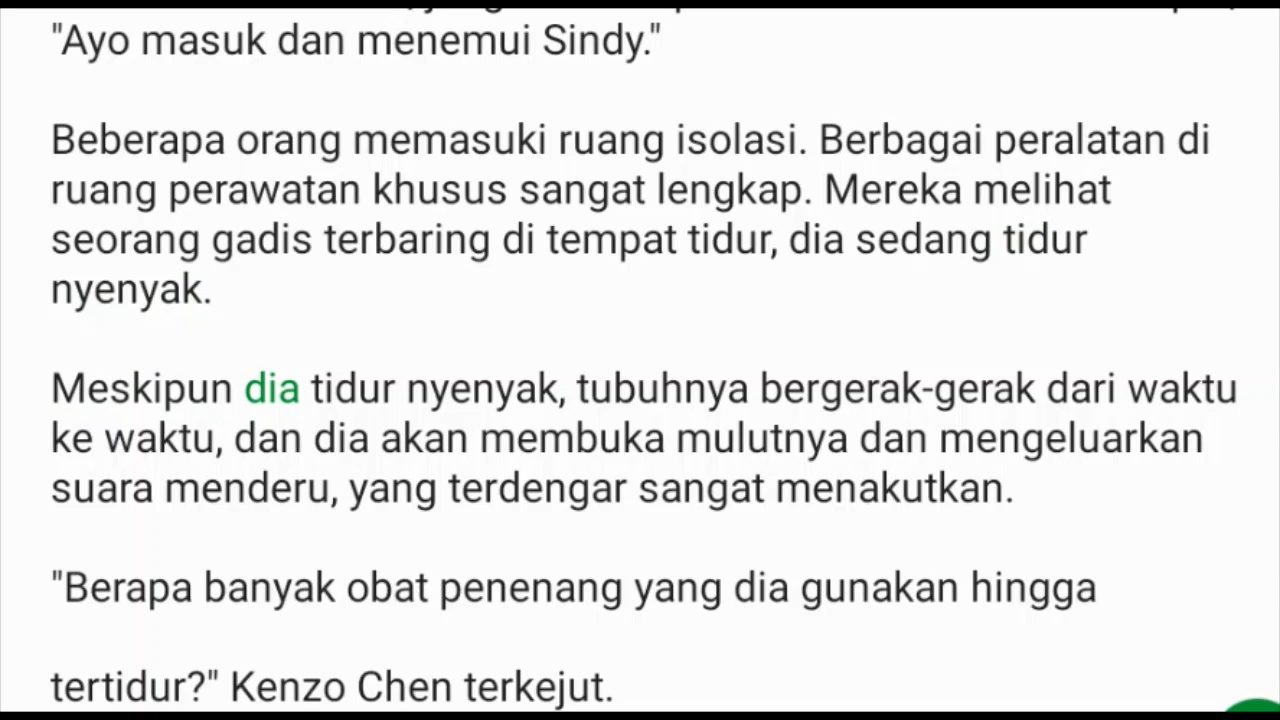 "Ayo masuk dan menemui Sindy."
Beberapa orang memasuki ruang isolasi. Berbagai peralatan di
ruang perawatan khusus sangat lengkap. Mereka melihat
seorang gadis terbaring di tempat tidur, dia sedang tidur
nyenyak.
Meskipun dia tidur nyenyak, tubuhnya bergerak-gerak dari waktu
ke waktu, dan dia akan membuka mulutnya dan mengeluarkan
suara menderu, yang terdengar sangat menakutkan.
"Berapa banyak obat penenang yang dia gunakan hingga
tertidur?" Kenzo Chen terkejut.